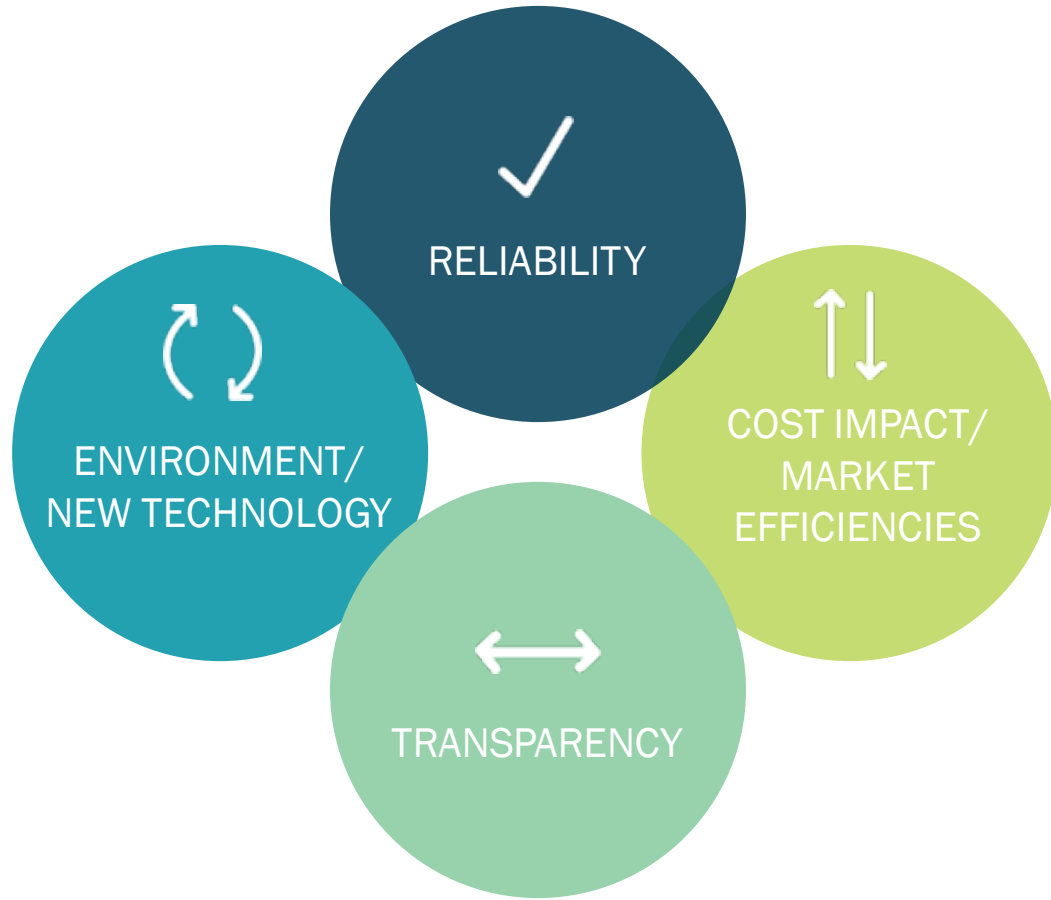 RELIABILITY
ENVIRONMENT/
NEW TECHNOLOGY
COST IMPACT/
MARKET
EFFICIENCIES
TRANSPARENCY